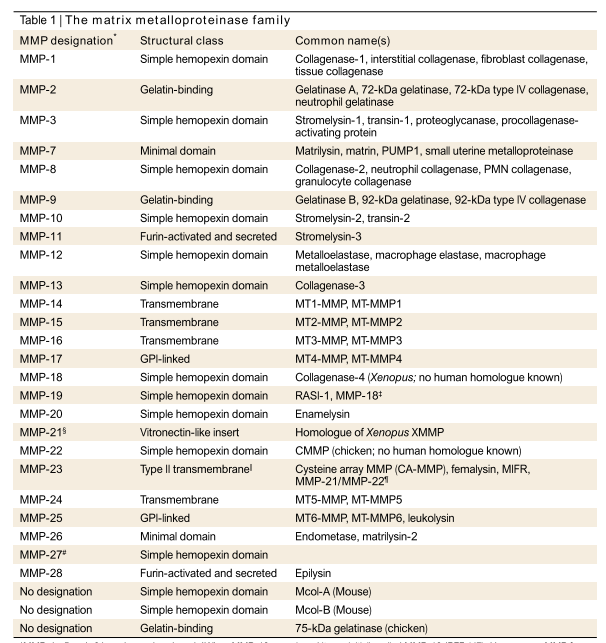 Table 1 | The matrix metalloproteinase family
MMP designation* Structural class Common name(s)
MMP-1 Simple hemopexin domain Collagenase-1, interstitial collagenase, fibroblast collagenase,
tissue collagenase
MMP-2 Gelatin-binding Gelatinase A, 72-kDa gelatinase, 72-kDa type IV collagenase,
neutrophil gelatinase
MMP-3 Simple hemopexin domain Stromelysin-1, transin-1, proteoglycanase, procollagenase-
activating protein
MMP-7 Minimal domain Matrilysin, matrin, PUMP1, small uterine metalloproteinase
MMP-8 Simple hemopexin domain Collagenase-2, neutrophil collagenase, PMN collagenase,
granulocyte collagenase
MMP-9 Gelatin-binding Gelatinase B, 92-kDa gelatinase, 92-kDa type IV collagenase
MMP-10 Simple hemopexin domain Stromelysin-2, transin-2
MMP-11 Furin-activated and secreted Stromelysin-3
MMP-12 Simple hemopexin domain Metalloelastase, macrophage elastase, macrophage
metalloelastase
MMP-13 Simple hemopexin domain Collagenase-3
MMP-14 Transmembrane MT1-MMP, MT-MMP1
MMP-15 Transmembrane MT2-MMP, MT-MMP2
MMP-16 Transmembrane MT3-MMP, MT-MMP3
MMP-17 GPI-linked MT4-MMP, MT-MMP4
MMP-18 Simple hemopexin domain Collagenase-4 (Xenopus; no human homologue known)
MMP-19 Simple hemopexin domain RASI-1, MMP-18‡
MMP-20 Simple hemopexin domain Enamelysin
MMP-21§ Vitronectin-like insert Homologue of Xenopus XMMP
MMP-22 Simple hemopexin domain CMMP (chicken; no human homologue known)
MMP-23 Type II transmembrane‖ Cysteine array MMP (CA-MMP), femalysin, MIFR,
MMP-21/MMP-22¶
MMP-24 Transmembrane MT5-MMP, MT-MMP5
MMP-25 GPI-linked MT6-MMP, MT-MMP6, leukolysin
MMP-26 Minimal domain Endometase, matrilysin-2
MMP-27# Simple hemopexin domain
MMP-28 Furin-activated and secreted Epilysin
No designation Simple hemopexin domain Mcol-A (Mouse)
No designation Simple hemopexin domain Mcol-B (Mouse)
No designation Gelatin-binding 75-kDa gelatinase (chicken)